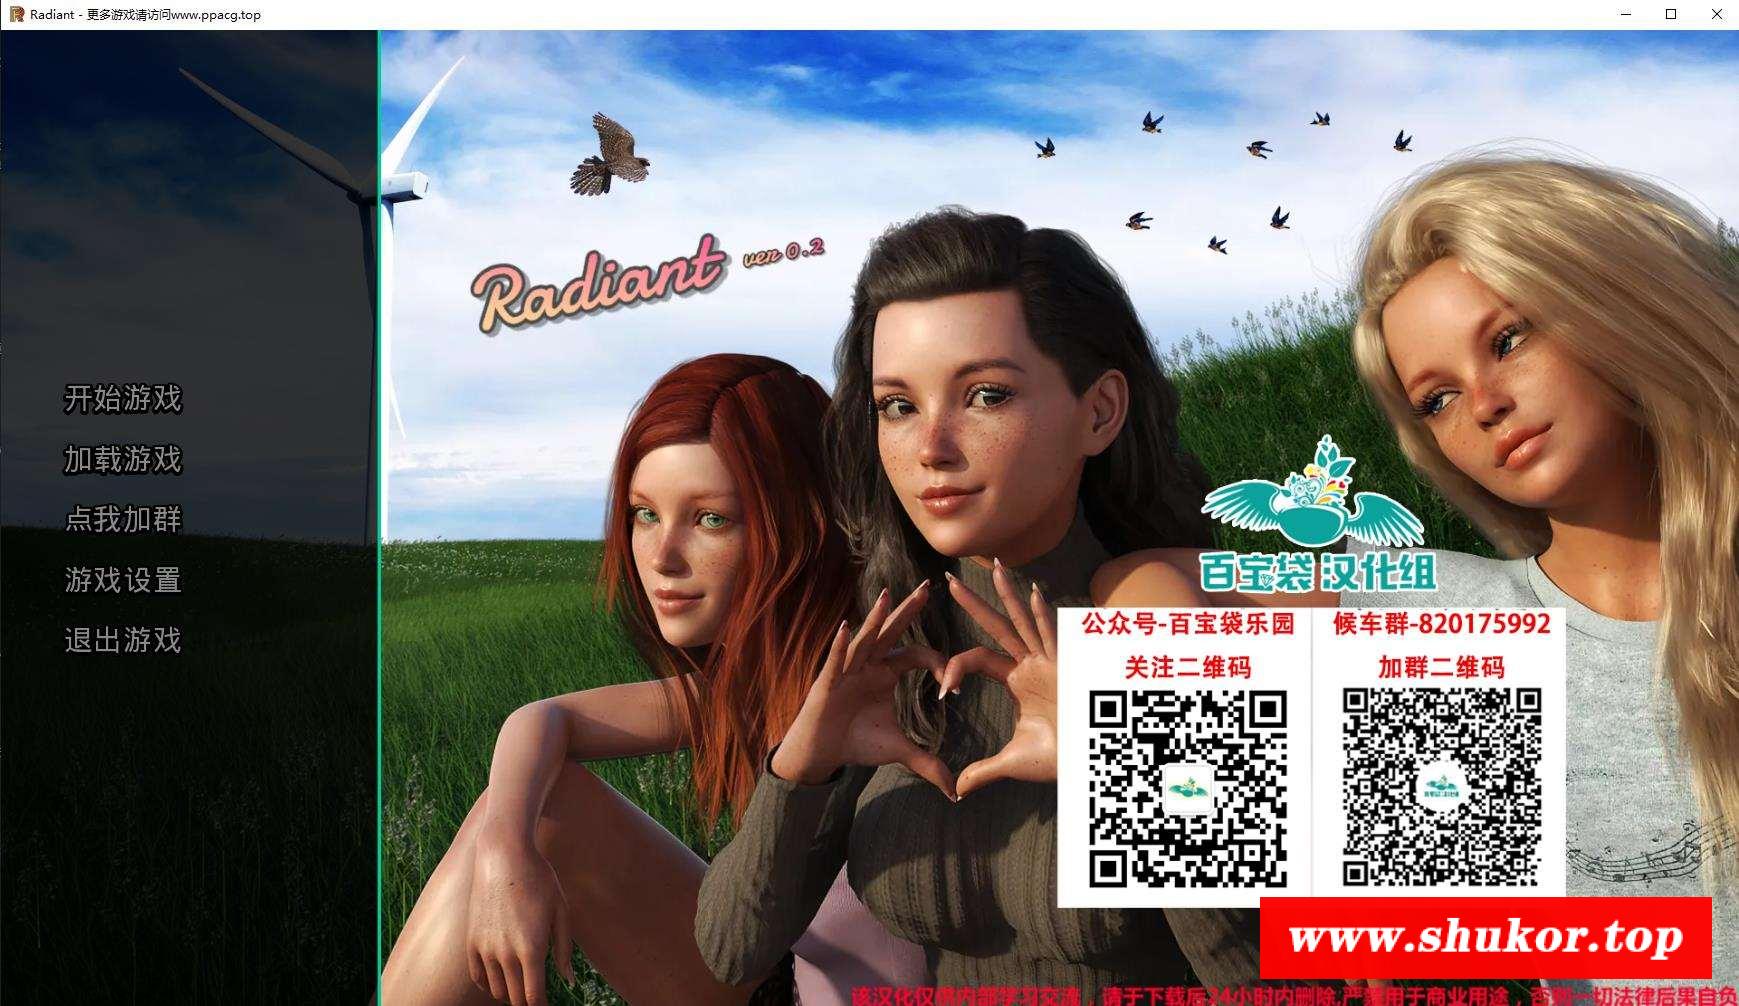 Radiant - 更多游戏请访问www.ppacg.top
Radiant ver 0.2
开始游戏
加载游戏
点我加群
游戏设置
退出游戏
百宝袋汉化组
公众号-百宝袋乐园
关注二维码
候车群-820175992
加群二维码
www.shukor.top
该汉化仅供内部学习交流，请于下载后24小时内删除,严禁用于商业用途，否则一切法律后果自负